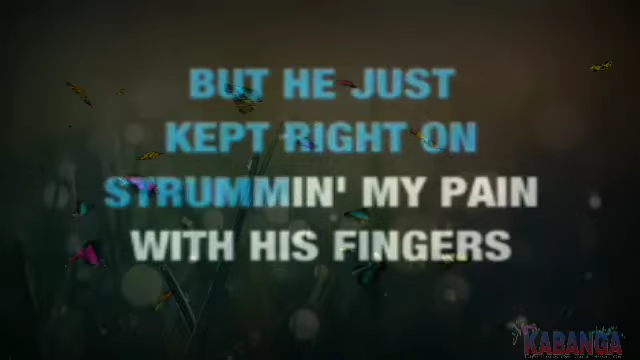 BUT HE JUST
KEPT RIGHT ON
STRUMMIN' MY PAIN
WITH HIS FINGERS
KABANGA